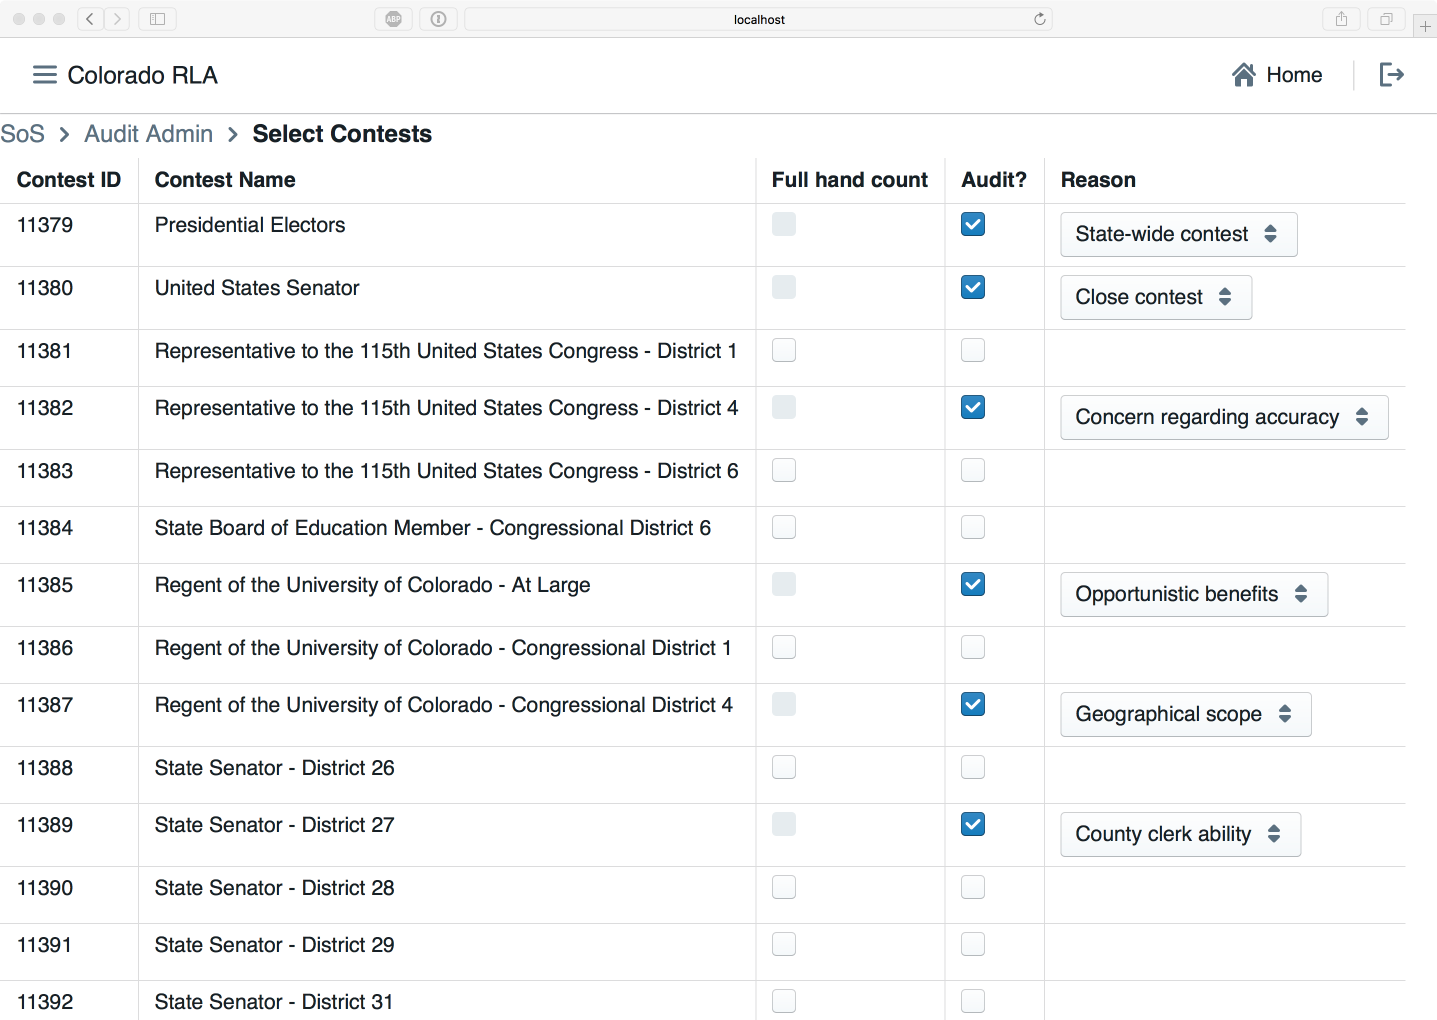 ABP
localhost
Colorado RLA
Home
SoS > Audit Admin > Select Contests
Contest ID Contest Name Full hand count Audit? Reason
11379 Presidential Electors State-wide contest
11380 United States Senator Close contest
11381 Representative to the 115th United States Congress - District 1
11382 Representative to the 115th United States Congress - District 4 Concern regarding accuracy
11383 Representative to the 115th United States Congress - District 6
11384 State Board of Education Member - Congressional District 6
11385 Regent of the University of Colorado - At Large Opportunistic benefits
11386 Regent of the University of Colorado - Congressional District 1
11387 Regent of the University of Colorado - Congressional District 4 Geographical scope
11388 State Senator - District 26
11389 State Senator - District 27 County clerk ability
11390 State Senator - District 28
11391 State Senator - District 29
11392 State Senator - District 31